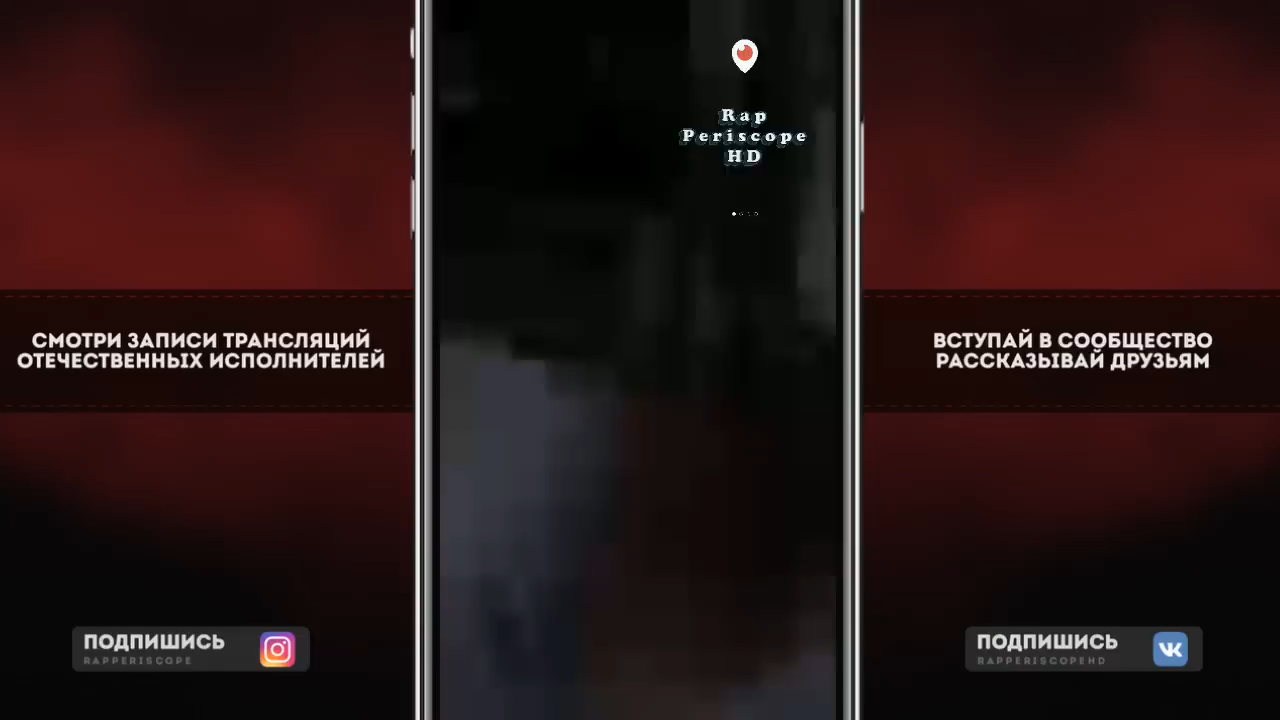 Rap
Periscope
HD
СМОТРИ ЗАПИСИ ТРАНСЛЯЦИЙ
ОТЕЧЕСТВЕННЫХ ИСПОЛНИТЕЛЕЙ
ВСТУПАЙ В СООБЩЕСТВО
РАССКАЗЫВАЙ ДРУЗЬЯМ
ПОДПИШИСЬ
RAPPERISCOPE
ПОДПИШИСЬ
RAPPERISCOPEHD